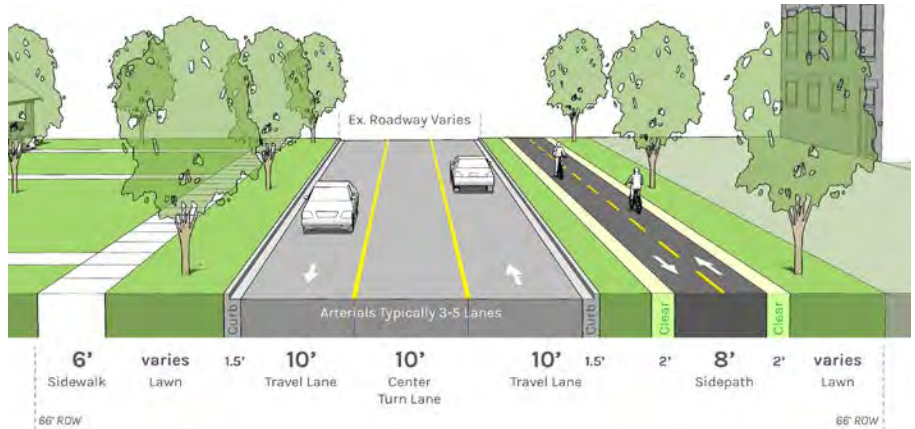 Ex. Roadway Varies
Arterials Typically 3-5 Lanes
Curb
Curb
Clear
Clear
6' varies 1.5' 10' 10' 10' 1.5' 2' 8' 2' varies
Sidewalk Lawn Travel Lane Center Travel Lane Sidepath Lawn
Turn Lane
66' ROW 66' ROW